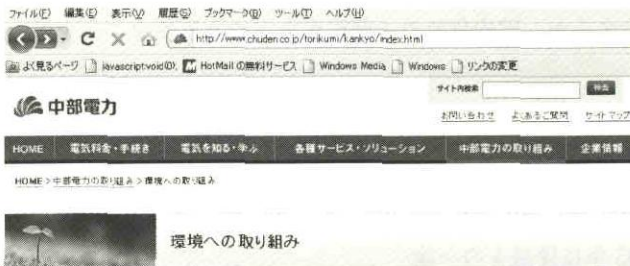 ファイル(F) 編集(E) 表示(V) 履歴(S) ブックマーク(B) ツール(T) ヘルプ(H)
http://www.chuden.co.jp/torikumi/kankyo/index.html
よく見るページ javascript:void(0); HotMail の無料サービス Windows Media Windows リンクの変更
サイト内検索 検索
中部電力
お問い合わせ よくあるご質問 サイトマップ
HOME 電気料金・手続き 電気を知る・学ぶ 各種サービス・ソリューション 中部電力の取り組み 企業情報
HOME > 中部電力の取り組み > 環境への取り組み
環境への取り組み